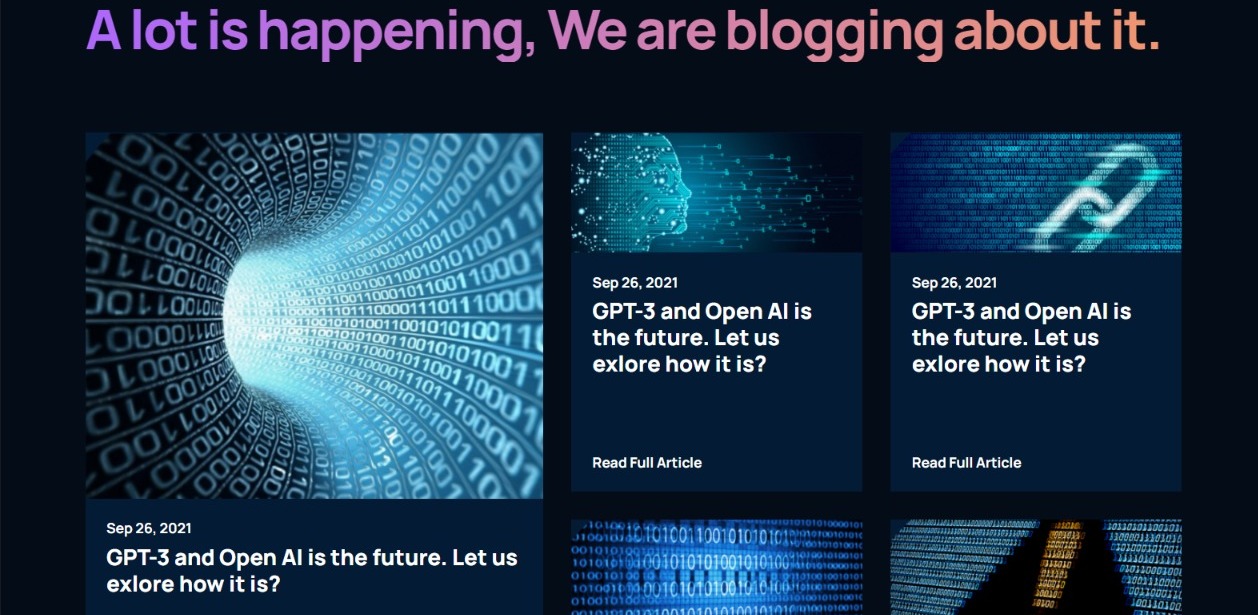 A lot is happening, We are blogging about it.
Sep 26, 2021
GPT-3 and Open AI is the future. Let us
exlore how it is?
Sep 26, 2021
GPT-3 and Open AI is
the future. Let us
exlore how it is?
Read Full Article
Sep 26, 2021
GPT-3 and Open AI is
the future. Let us
exlore how it is?
Read Full Article